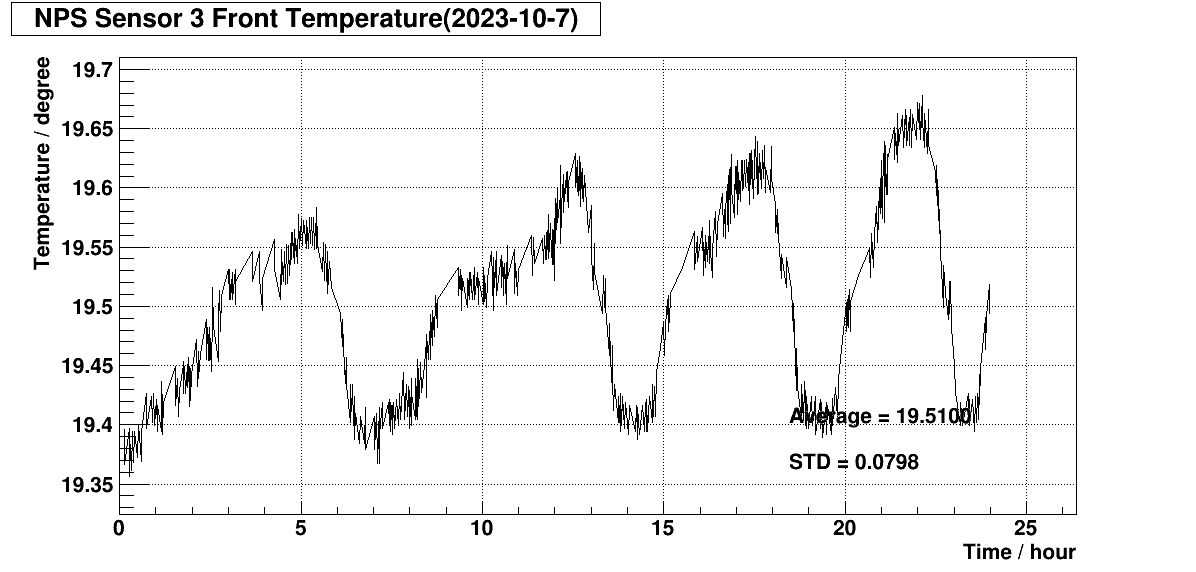 NPS Sensor 3 Front Temperature(2023-10-7)
Temperature / degree
19.7
19.65
19.6
19.55
19.5
19.45
19.4
19.35
Average = 19.5100
STD = 0.0798
0 5 10 15 20 25
Time / hour